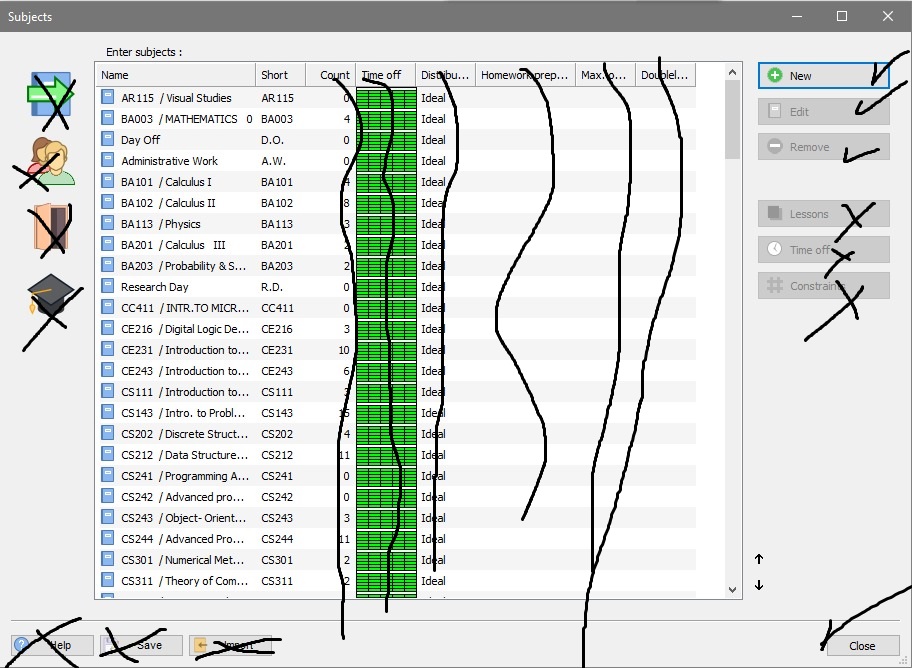 Subjects
Enter subjects :
Name Short Count Time off Distribu... Homework prep... Max. o... Doublel...
AR115 / Visual Studies AR115 0 Ideal
BA003 / MATHEMATICS 0 BA003 4 Ideal
Day Off D.O. 0 Ideal
Administrative Work A.W. 0 Ideal
BA101 / Calculus I BA101 4 Ideal
BA102 / Calculus II BA102 8 Ideal
BA113 / Physics BA113 3 Ideal
BA201 / Calculus III BA201 2 Ideal
BA203 / Probability & S... BA203 2 Ideal
Research Day R.D. 0 Ideal
CC411 / INTR.TO MICR... CC411 0 Ideal
CE216 / Digital Logic De... CE216 3 Ideal
CE231 / Introduction to... CE231 10 Ideal
CE243 / Introduction to... CE243 6 Ideal
CS111 / Introduction to... CS111 Ideal
CS143 / Intro. to Probl... CS143 15 Ideal
CS202 / Discrete Struct... CS202 4 Ideal
CS212 / Data Structure... CS212 11 Ideal
CS241 / Programming A... CS241 0 Ideal
CS242 / Advanced pro... CS242 0 Ideal
CS243 / Object- Orient... CS243 3 Ideal
CS244 / Advanced Pro... CS244 11 Ideal
CS301 / Numerical Met... CS301 2 Ideal
CS311 / Theory of Com... CS311 2 Ideal
New
Edit
Remove
Lessons
Time off
Constraints
Help Save Import Close